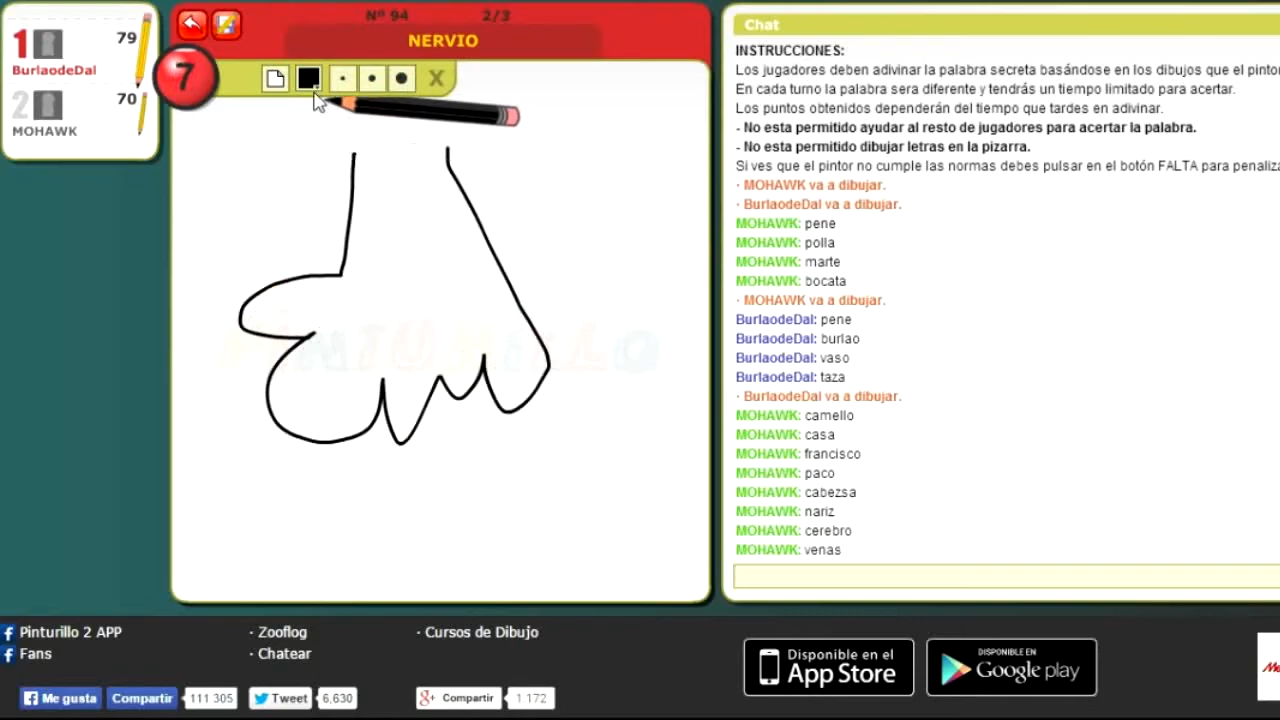 1
79
BurlaodeDal
2
70
MOHAWK
Nº 94
2/3
NERVIO
7
X
PINTURILLO
Chat
INSTRUCCIONES:
Los jugadores deben adivinar la palabra secreta basándose en los dibujos que el pinto
En cada turno la palabra sera diferente y tendrás un tiempo limitado para acertar.
Los puntos obtenidos dependerán del tiempo que tardes en adivinar.
- No esta permitido ayudar al resto de jugadores para acertar la palabra.
- No esta permitido dibujar letras en la pizarra.
Si ves que el pintor no cumple las normas debes pulsar en el botón FALTA para penaliza
· MOHAWK va a dibujar.
· BurlaodeDal va a dibujar.
MOHAWK: pene
MOHAWK: polla
MOHAWK: marte
MOHAWK: bocata
· MOHAWK va a dibujar.
BurlaodeDal: pene
BurlaodeDal: burlao
BurlaodeDal: vaso
BurlaodeDal: taza
· BurlaodeDal va a dibujar.
MOHAWK: camello
MOHAWK: casa
MOHAWK: francisco
MOHAWK: paco
MOHAWK: cabezsa
MOHAWK: nariz
MOHAWK: cerebro
MOHAWK: venas
Pinturillo 2 APP
Fans
· Zooflog
· Chatear
· Cursos de Dibujo
Me gusta Compartir 111 305
Tweet 6,630
g+ Compartir 1 172
Disponible en el
App Store
DISPONIBLE EN
Google play